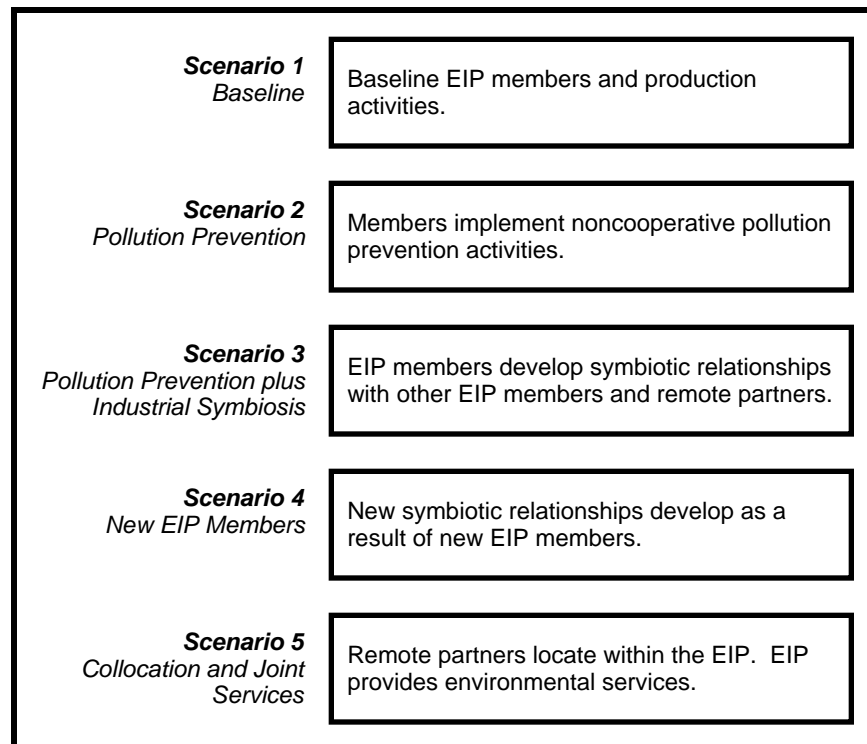 Scenario 1
Baseline
Baseline EIP members and production
activities.
Scenario 2
Pollution Prevention
Members implement noncooperative pollution
prevention activities.
Scenario 3
Pollution Prevention plus
Industrial Symbiosis
EIP members develop symbiotic relationships
with other EIP members and remote partners.
Scenario 4
New EIP Members
New symbiotic relationships develop as a
result of new EIP members.
Scenario 5
Collocation and Joint
Services
Remote partners locate within the EIP.  EIP
provides environmental services.